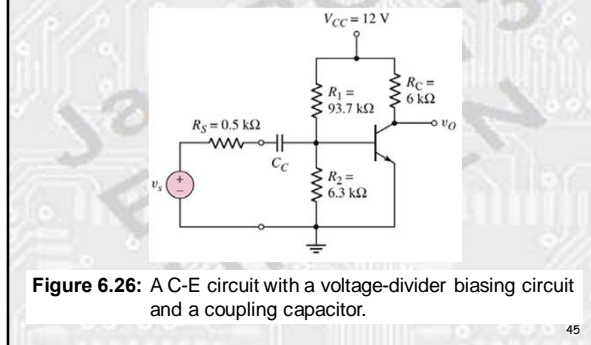 V_CC = 12 V
R_1 =
93.7 kΩ
R_C =
6 kΩ
v_O
R_S = 0.5 kΩ
C_C
v_s
+
−
R_2 =
6.3 kΩ
Figure 6.26: A C-E circuit with a voltage-divider biasing circuit
and a coupling capacitor.
45